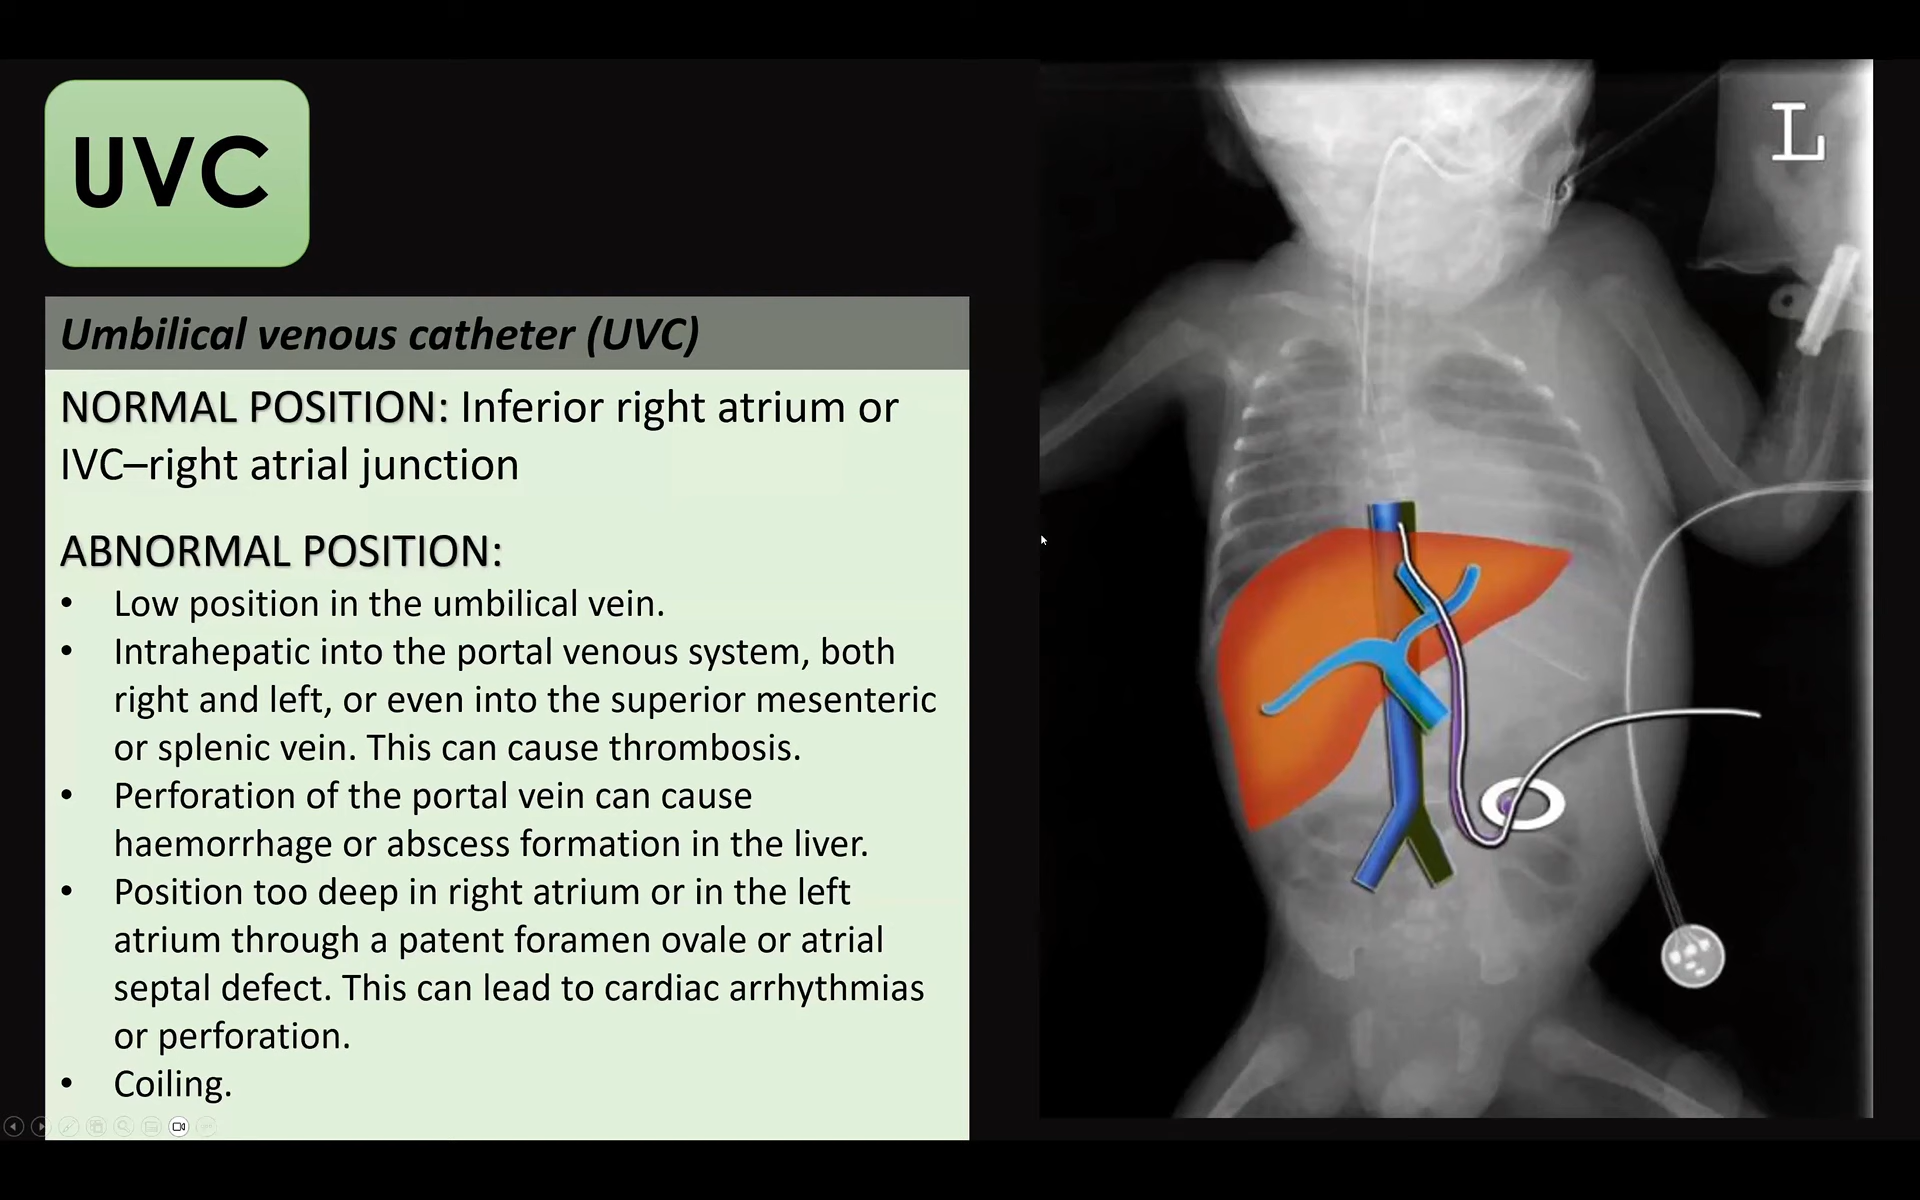 UVC
L
Umbilical venous catheter (UVC)
NORMAL POSITION: Inferior right atrium or
IVC–right atrial junction
ABNORMAL POSITION:
• Low position in the umbilical vein.
• Intrahepatic into the portal venous system, both
right and left, or even into the superior mesenteric
or splenic vein. This can cause thrombosis.
• Perforation of the portal vein can cause
haemorrhage or abscess formation in the liver.
• Position too deep in right atrium or in the left
atrium through a patent foramen ovale or atrial
septal defect. This can lead to cardiac arrhythmias
or perforation.
• Coiling.